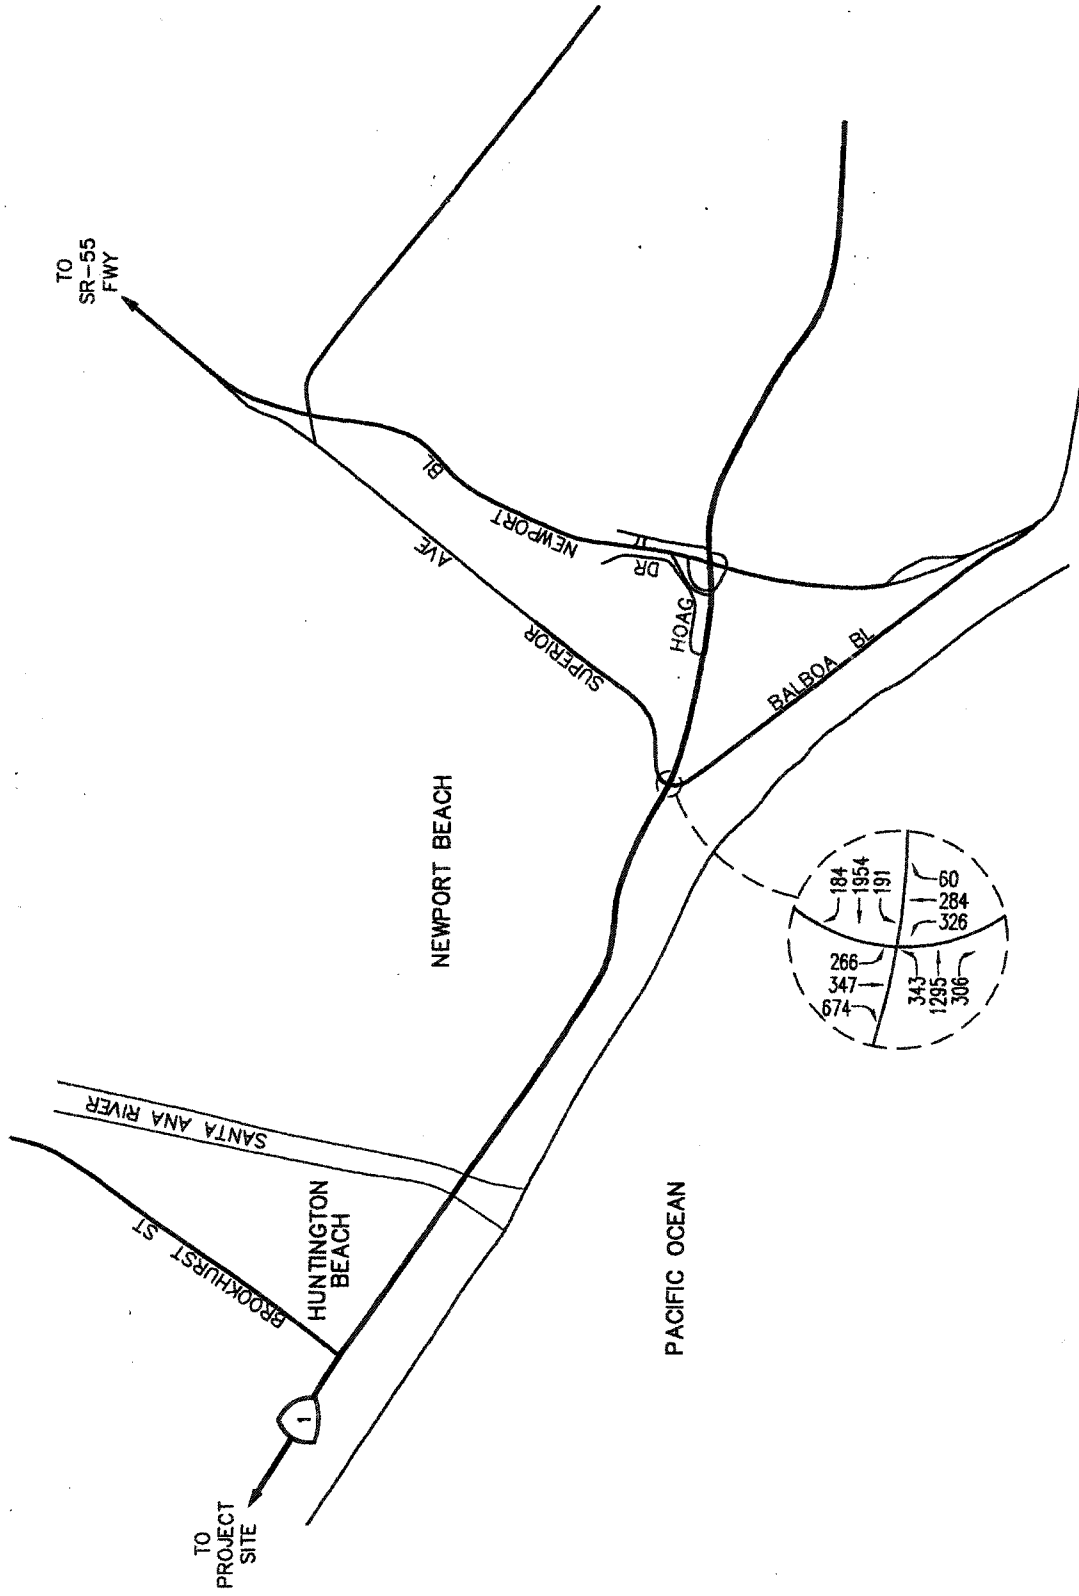 TO
SR-55
FWY
BL
NEWPORT
AVE
SUPERIOR
DR
HOAG
BALBOA BL
NEWPORT BEACH
184
1954
191
60
284
326
266
347
674
343
1295
306
SANTA ANA RIVER
BROOKHURST ST
HUNTINGTON
BEACH
PACIFIC OCEAN
1
TO
PROJECT
SITE